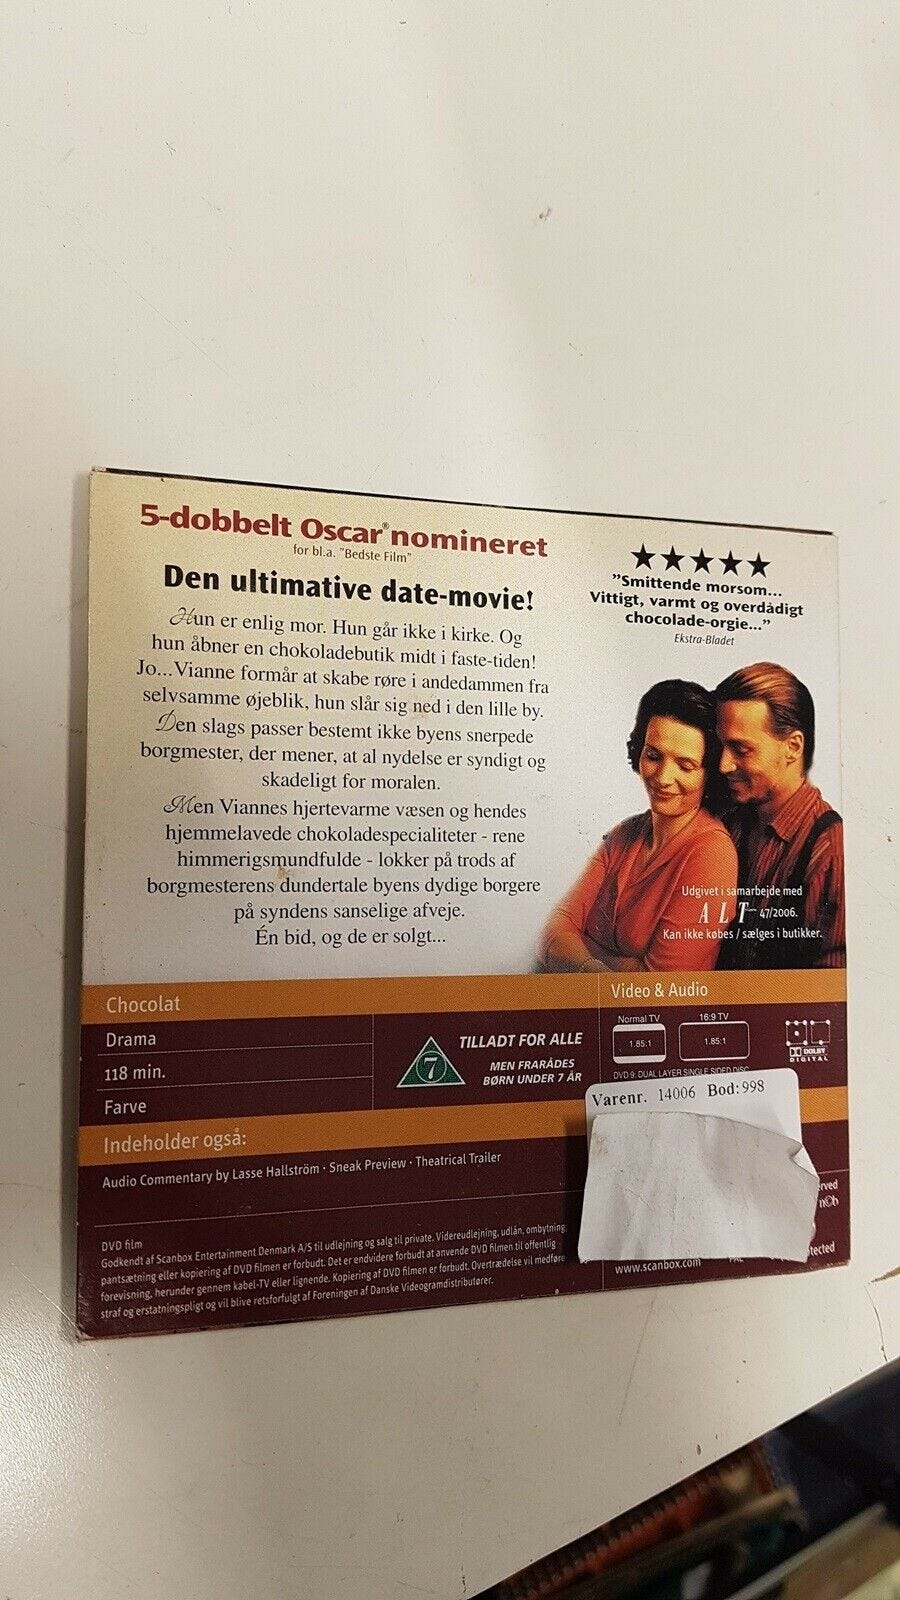 5-dobbelt Oscar® nomineret
for bl.a. "Bedste Film"
Den ultimative date-movie!
Hun er enlig mor. Hun går ikke i kirke. Og
hun åbner en chokoladebutik midt i faste-tiden!
Jo...Vianne formår at skabe røre i andedammen fra
selvsamme øjeblik, hun slår sig ned i den lille by.
Den slags passer bestemt ikke byens snerpede
borgmester, der mener, at al nydelse er syndigt og
skadeligt for moralen.
Men Viannes hjertevarme væsen og hendes
hjemmelavede chokoladespecialiteter - rene
himmerigsmundfulde - lokker på trods af
borgmesterens dundertale byens dydige borgere
på syndens sanselige afveje.
Én bid, og de er solgt...
★★★★★
"Smittende morsom...
Vittigt, varmt og overdådigt
chocolade-orgie..."
Ekstra-Bladet
Udgivet i samarbejde med
ALT 47/2006.
Kan ikke købes / sælges i butikker.
Chocolat
Drama
118 min.
Farve
7
TILLADT FOR ALLE
MEN FRARÅDES
BØRN UNDER 7 ÅR
Video & Audio
Normal TV
1.85:1
16:9 TV
1.85:1
DOLBY
DIGITAL
DVD 9: DUAL LAYER SINGLE SIDED DISC
Varenr. 14006 Bod:998
Indeholder også:
Audio Commentary by Lasse Hallström · Sneak Preview · Theatrical Trailer
DVD film
Godkendt af Scanbox Entertainment Denmark A/S til udlejning og salg til private. Videreudlejning, udlån, ombytning,
pantsætning eller kopiering af DVD filmen er forbudt. Det er endvidere forbudt at anvende DVD filmen til offentlig
forevisning, herunder gennem kabel-TV eller lignende. Kopiering af DVD filmen er forbudt. Overtrædelse vil medføre
straf og erstatningspligt og vil blive retsforfulgt af Foreningen af Danske Videogramdistributører.
www.scanbox.com